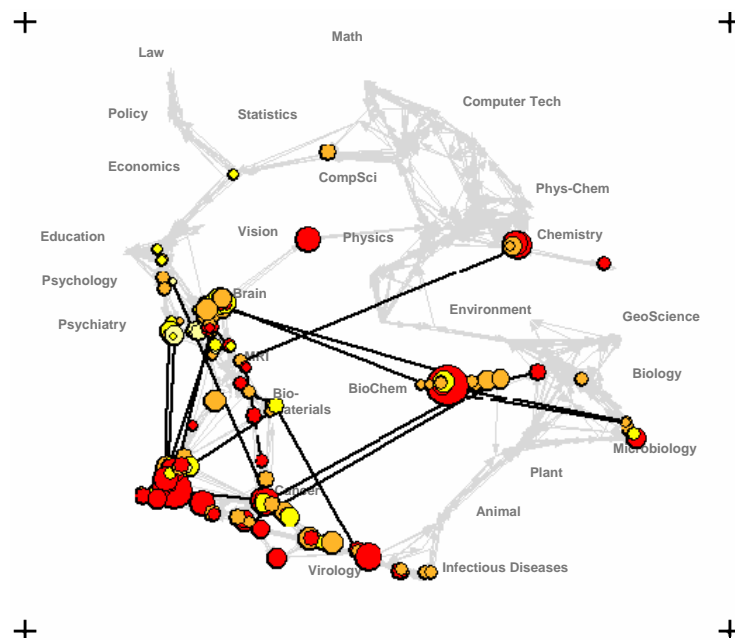 Math
Law
Computer Tech
Policy
Statistics
Economics
CompSci
Phys-Chem
Vision
Physics
Chemistry
Education
Psychology
Brain
Environment
GeoScience
Psychiatry
MRI
BioChem
Biology
Bio-
Materials
Microbiology
Plant
Cancer
Animal
Virology
Infectious Diseases